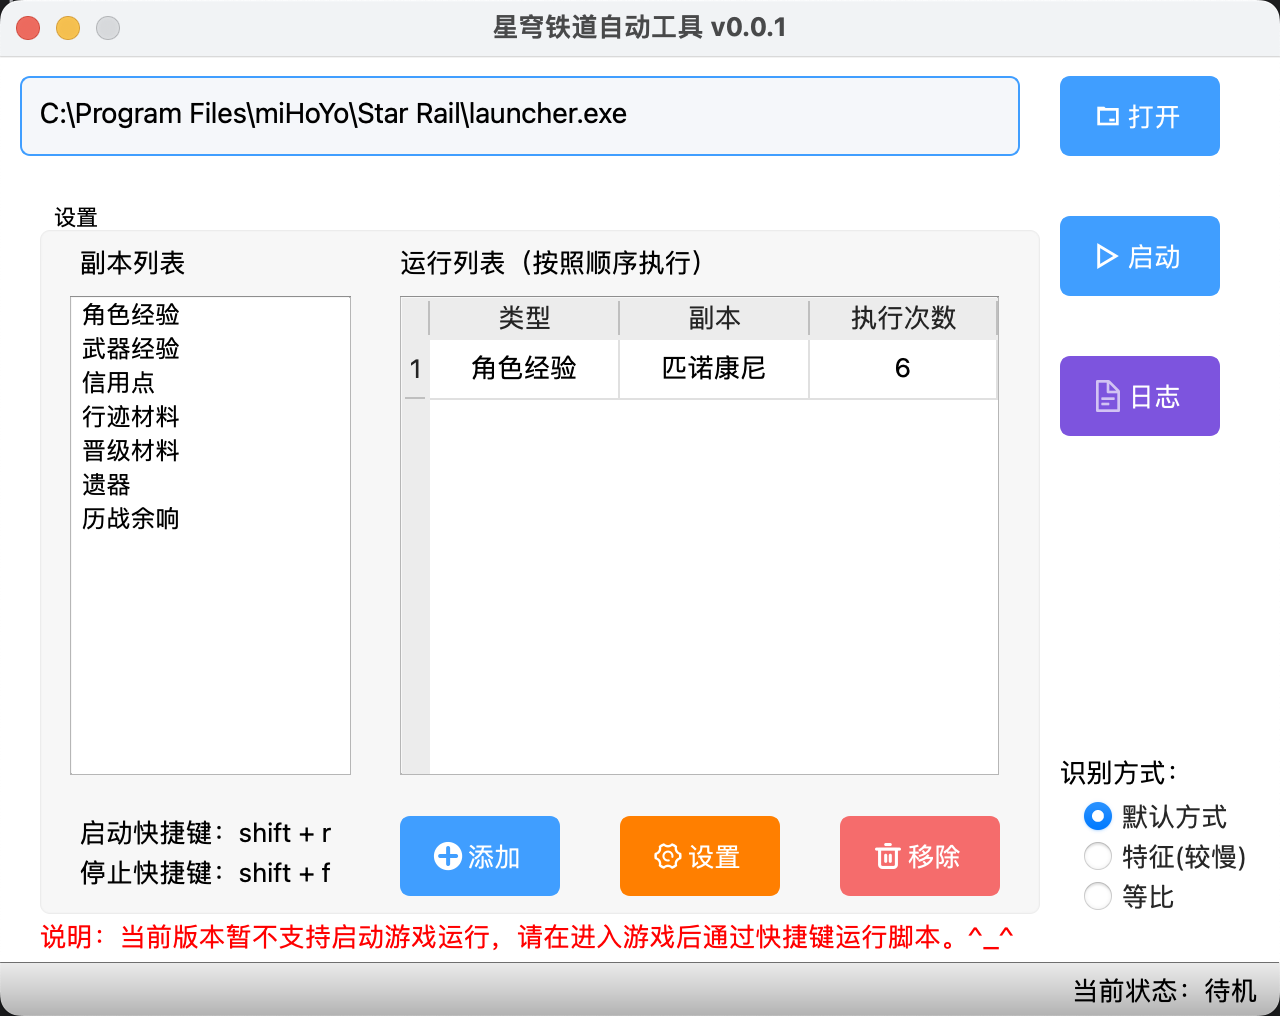 星穹铁道自动工具 v0.0.1
C:\Program Files\miHoYo\Star Rail\launcher.exe
打开
设置
启动
副本列表
运行列表（按照顺序执行）
角色经验
武器经验
信用点
行迹材料
晋级材料
遗器
历战余响
类型 副本 执行次数
1 角色经验 匹诺康尼 6
日志
识别方式：
默认方式
特征(较慢)
等比
启动快捷键：shift + r
停止快捷键：shift + f
添加
设置
移除
说明：当前版本暂不支持启动游戏运行，请在进入游戏后通过快捷键运行脚本。^_^
当前状态：待机